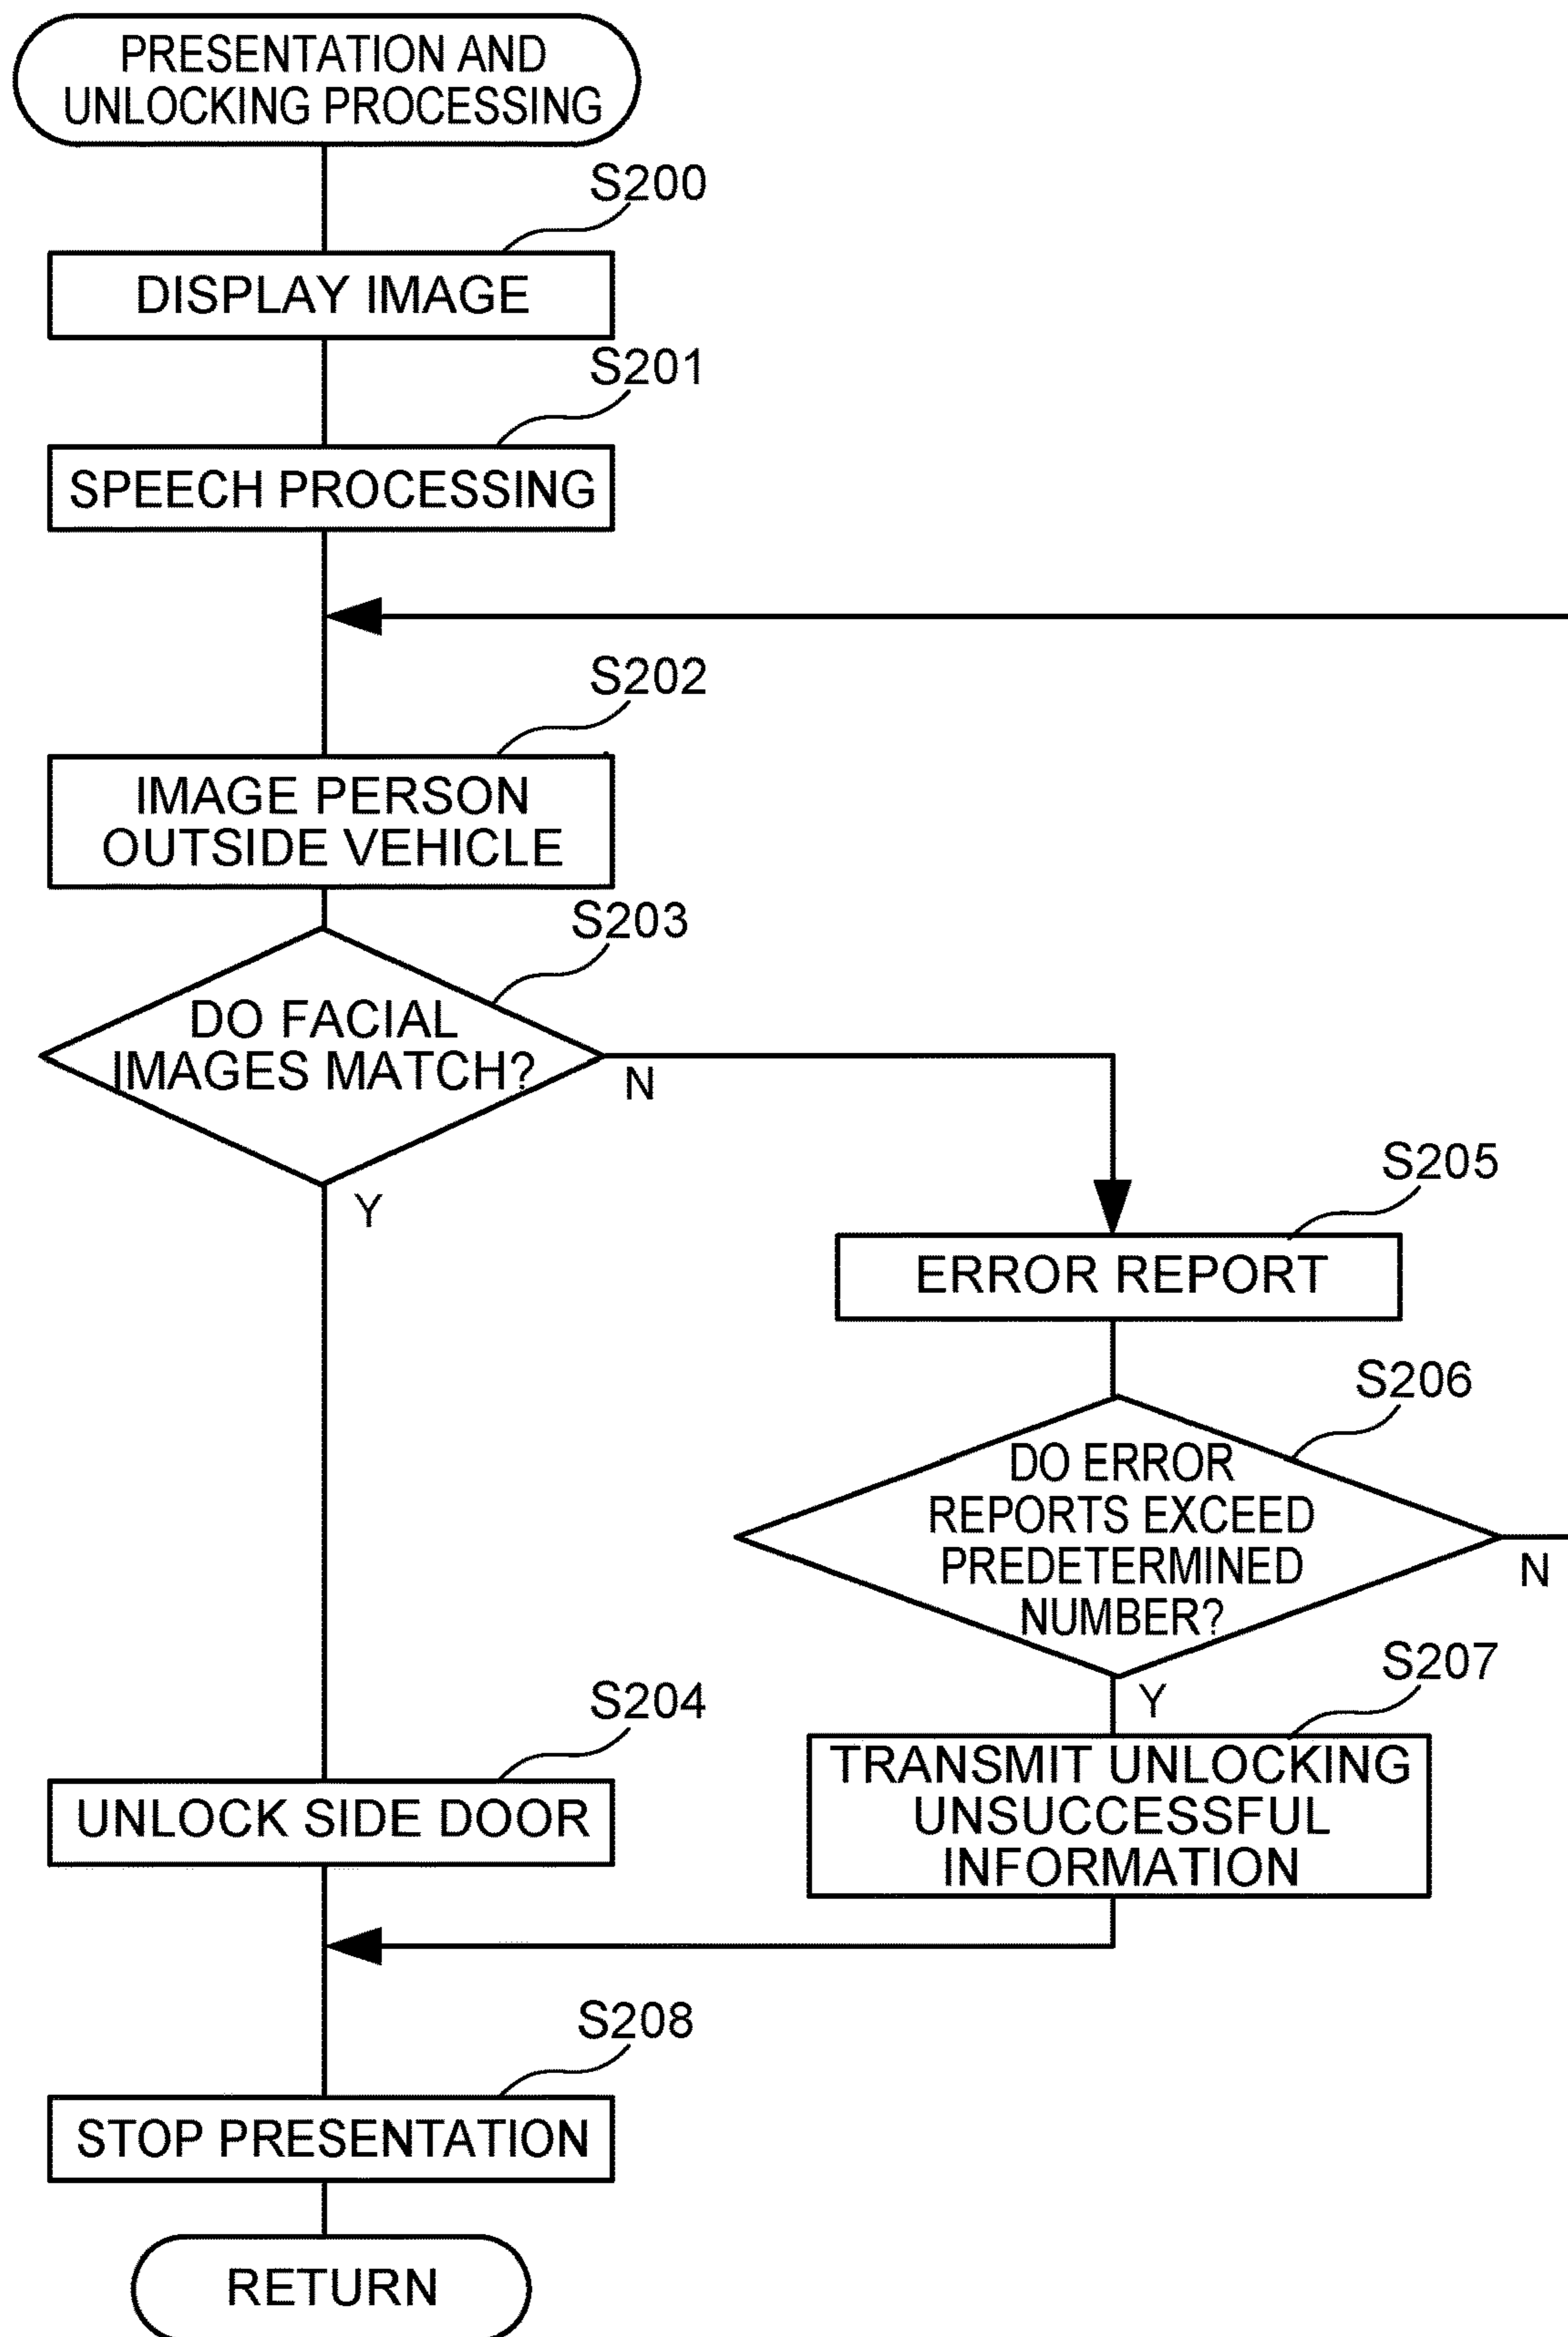 PRESENTATION AND
UNLOCKING PROCESSING
S200
DISPLAY IMAGE
S201
SPEECH PROCESSING
S202
IMAGE PERSON
OUTSIDE VEHICLE
S203
DO FACIAL
IMAGES MATCH?
N
Y
S205
ERROR REPORT
S206
DO ERROR
REPORTS EXCEED
PREDETERMINED
NUMBER?
N
Y
S207
TRANSMIT UNLOCKING
UNSUCCESSFUL
INFORMATION
S204
UNLOCK SIDE DOOR
S208
STOP PRESENTATION
RETURN